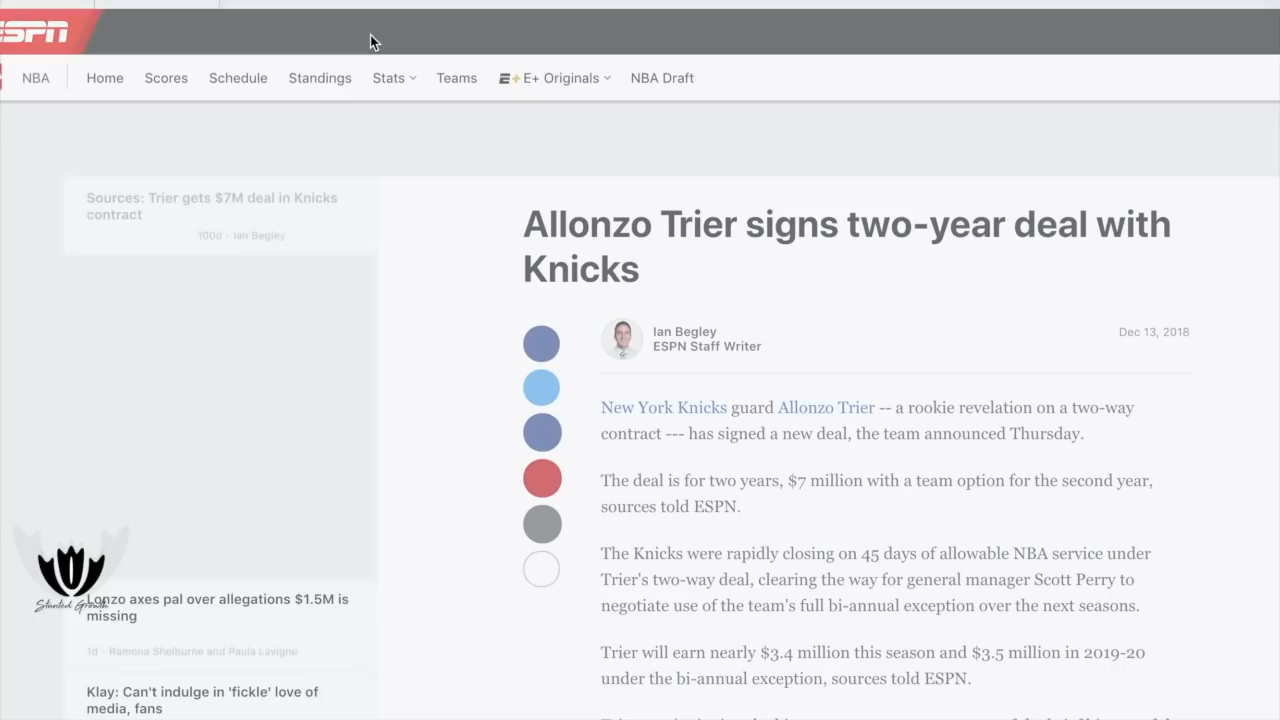 ESPN
NBA Home Scores Schedule Standings Stats Teams E+ Originals NBA Draft
Sources: Trier gets $7M deal in Knicks
contract
100d - Ian Begley
Allonzo Trier signs two-year deal with
Knicks
Ian Begley
ESPN Staff Writer
Dec 13, 2018
New York Knicks guard Allonzo Trier -- a rookie revelation on a two-way
contract --- has signed a new deal, the team announced Thursday.
The deal is for two years, $7 million with a team option for the second year,
sources told ESPN.
The Knicks were rapidly closing on 45 days of allowable NBA service under
Trier's two-way deal, clearing the way for general manager Scott Perry to
negotiate use of the team's full bi-annual exception over the next seasons.
Trier will earn nearly $3.4 million this season and $3.5 million in 2019-20
under the bi-annual exception, sources told ESPN.
Stunted Growth
Lonzo axes pal over allegations $1.5M is
missing
1d - Ramona Shelburne and Paula Lavigne
Klay: Can't indulge in 'fickle' love of
media, fans